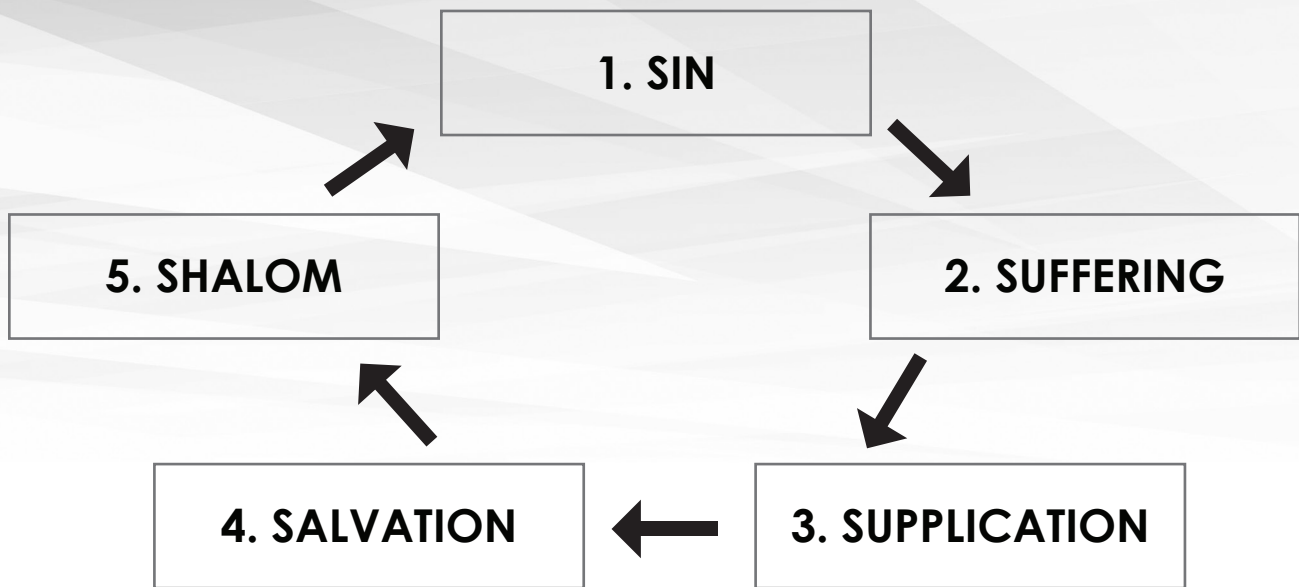 1. SIN
2. SUFFERING
3. SUPPLICATION
4. SALVATION
5. SHALOM